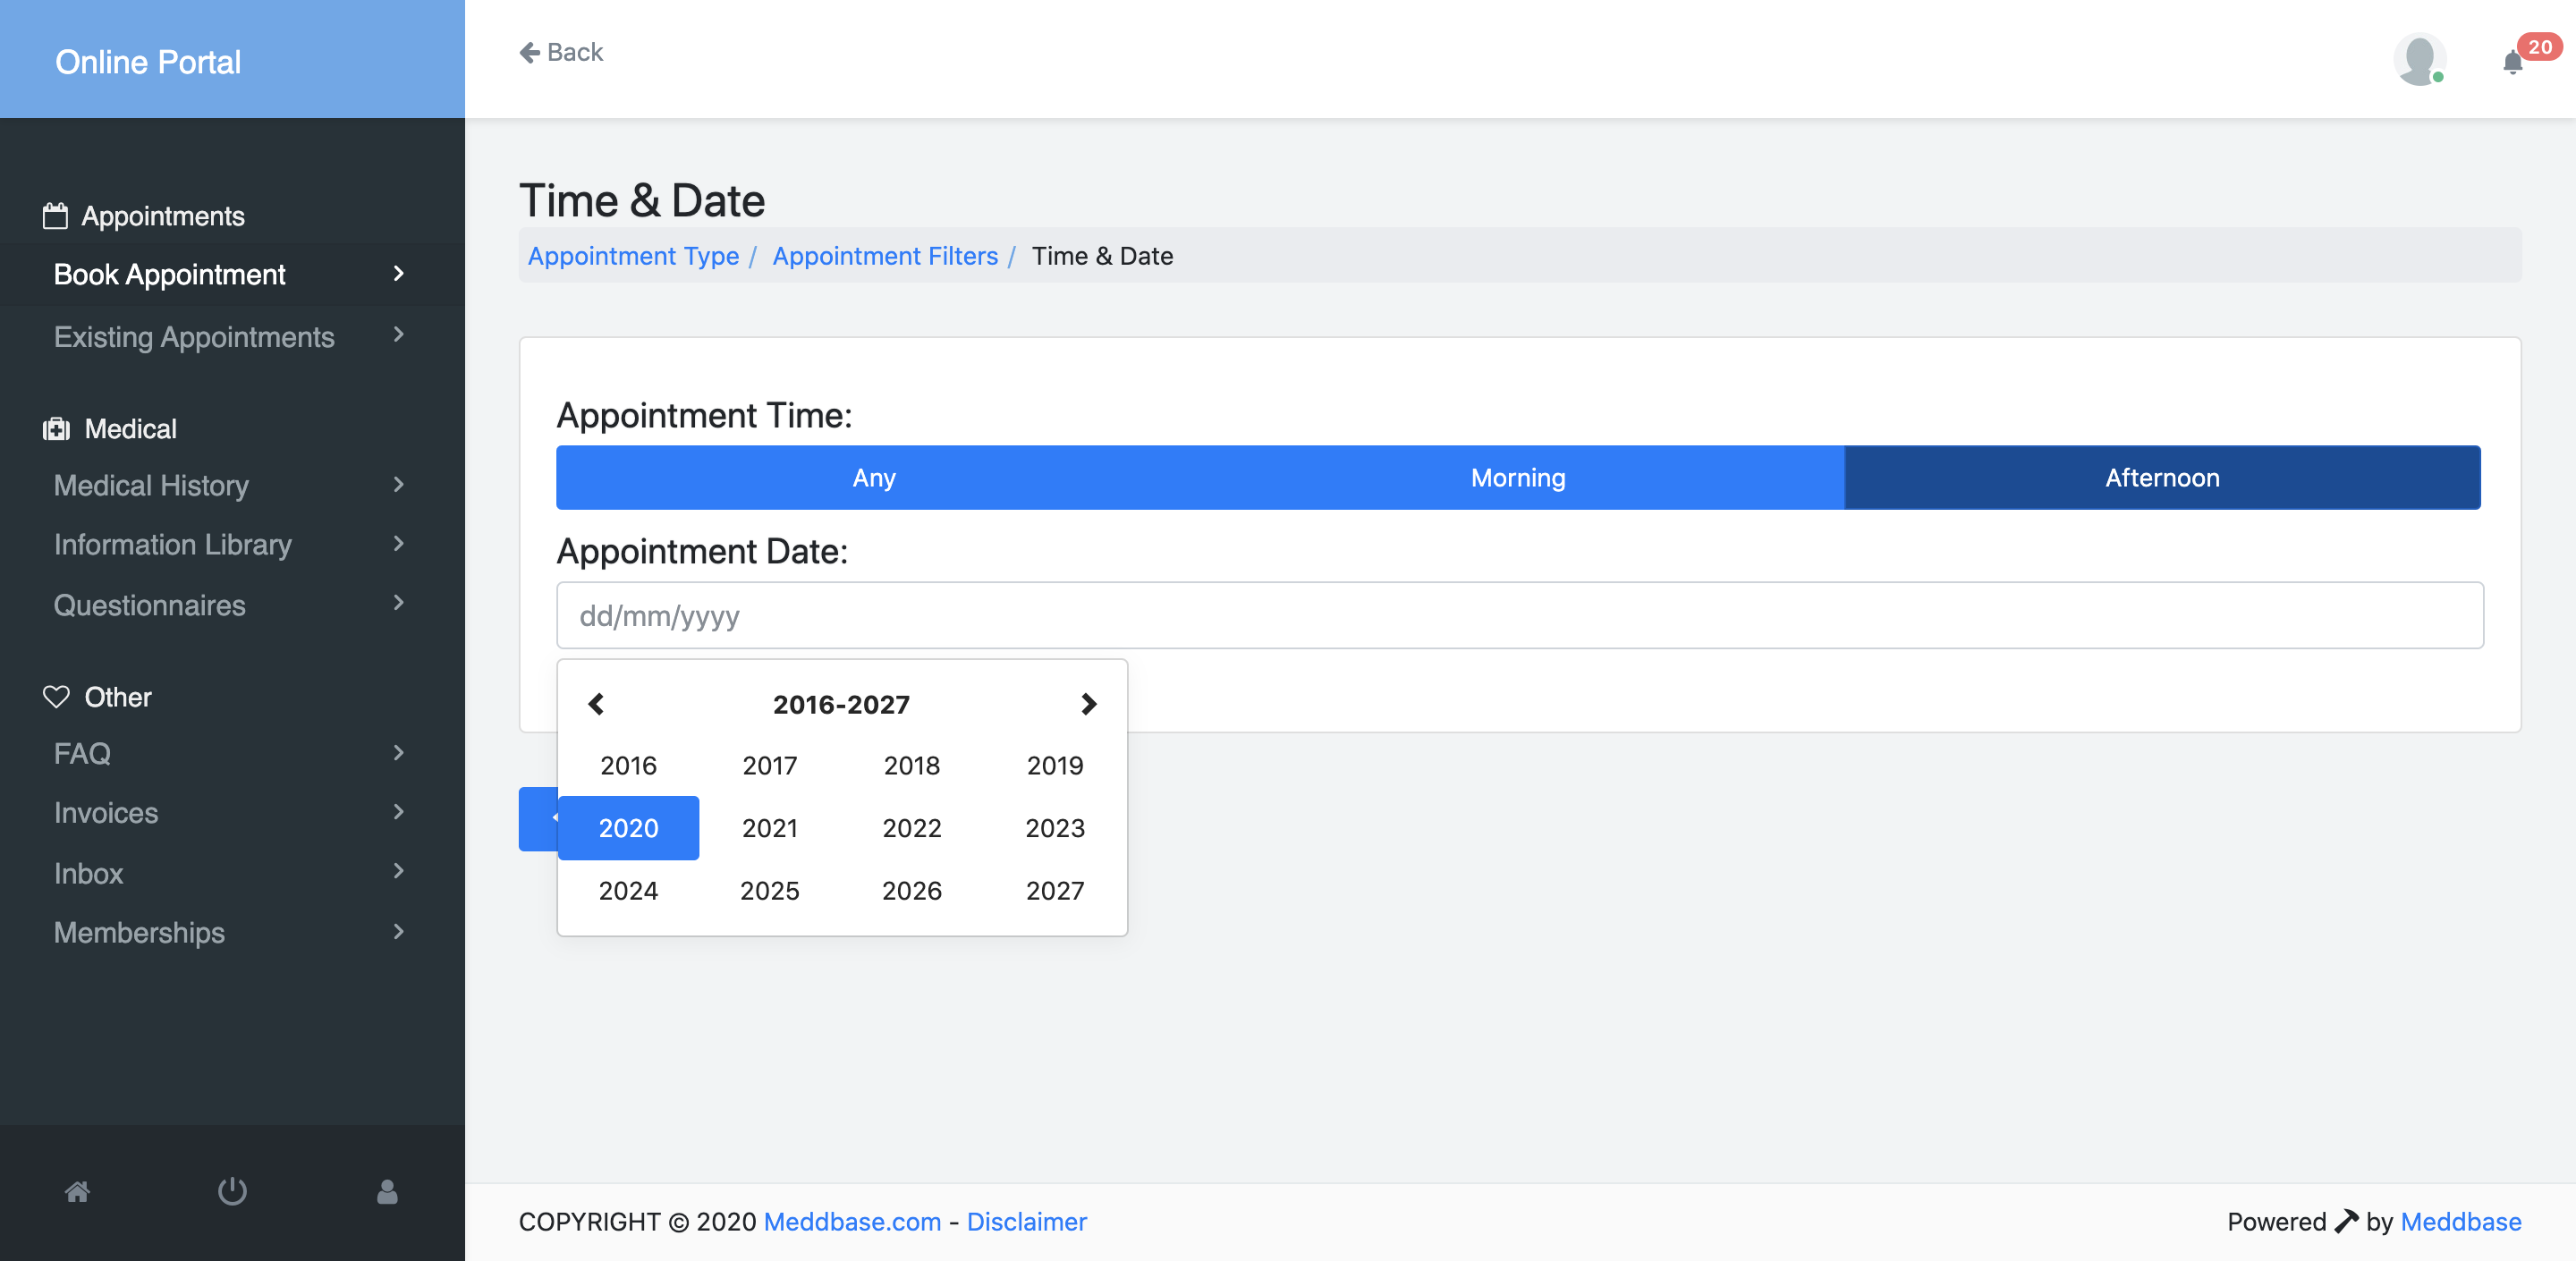 Online Portal
Appointments
Book Appointment
Existing Appointments
Medical
Medical History
Information Library
Questionnaires
Other
FAQ
Invoices
Inbox
Memberships
Back
20
Time & Date
Appointment Type / Appointment Filters / Time & Date
Appointment Time:
Any Morning Afternoon
Appointment Date:
dd/mm/yyyy
2016-2027
2016 2017 2018 2019
2020 2021 2022 2023
2024 2025 2026 2027
COPYRIGHT © 2020 Meddbase.com - Disclaimer
Powered by Meddbase